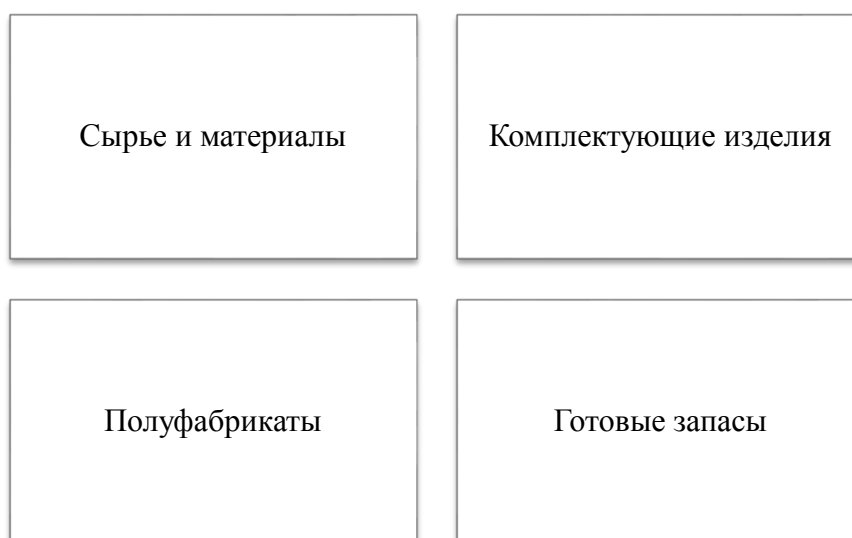 Сырье и материалы
Комплектующие изделия
Полуфабрикаты
Готовые запасы